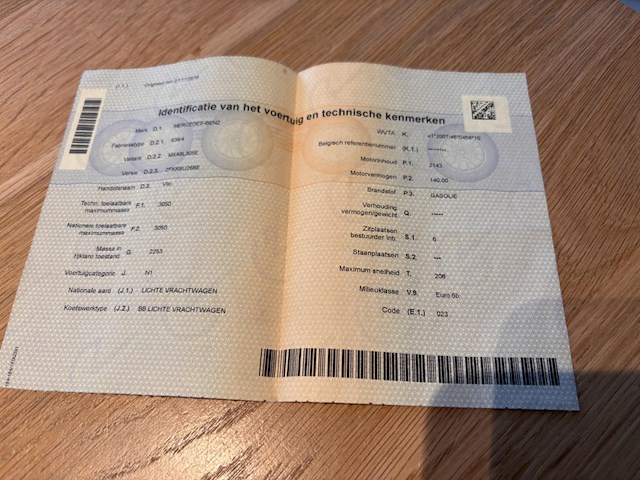 Identificatie van het voertuig en technische kenmerken
Merk D.1. MERCEDES-BENZ
Fabriekstype D.2.1. 639/4
Variant D.2.2.
Versie D.2.3.
Handelsnaam D.3. Vito
Techn. toelaatbare maximummassa F.1. 3050
Nationale toelaatbare maximummassa F.2. 3050
Massa in rijklare toestand G. 2253
Voertuigcategorie J. N1
Nationale aard (J.1.) LICHTE VRACHTWAGEN
Koetswerktype (J.2.) BB LICHTE VRACHTWAGEN
WVTA K.
Belgisch referentienummer (K.1.) -------
Motorinhoud P.1. 2143
Motorvermogen P.2. 140.00
Brandstof P.3. GASOLIE
Verhouding vermogen/gewicht Q. -----
Zitplaatsen bestuurder inb. S.1. 6
Staanplaatsen S.2. ---
Maximum snelheid T. 206
Milieuklasse V.9. Euro 6b
Code (E.1.) 023